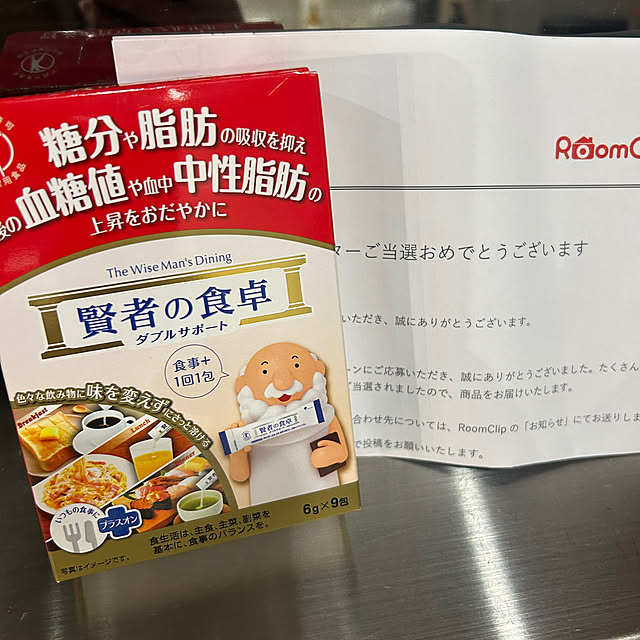 糖分や脂肪の吸収を抑え
後の血糖値や血中中性脂肪の
上昇をおだやかに
The Wise Man's Dining
賢者の食卓
ダブルサポート
食事+
1回1包
色々な飲み物に味を変えずにさっと溶ける
Breakfast
Lunch
Dinner
いつもの食事に
プラス・オン
賢者の食卓
6g×9包
食生活は、主食、主菜、副菜を
基本に、食事のバランスを。
写真はイメージです。
RoomC
ターご当選おめでとうございます
いただき、誠にありがとうございます。
ーンにご応募いただき、誠にありがとうございました。たくさん
ご当選されましたので、商品をお届けいたします。
合わせ先については、RoomClip の「お知らせ」にてお送りしま
で投稿をお願いいたします。